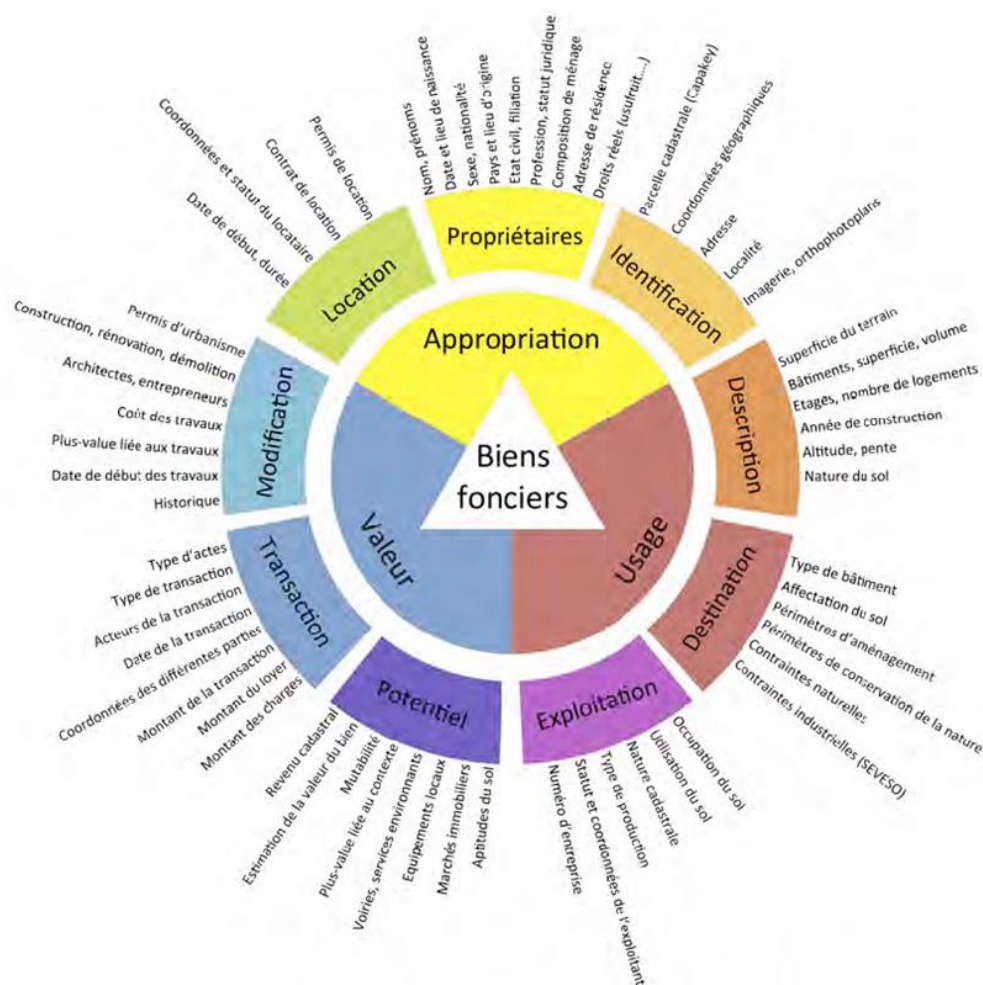 Biens
fonciers
Appropriation
Usage
Valeur
Propriétaires
Nom, prénoms
Date et lieu de naissance
Sexe, nationalité
Pays et lieu d'origine
Etat civil, filiation
Profession, statut juridique
Composition de ménage
Adresse de résidence
Droits réels (usufruit....)
Identification
Parcelle cadastrale (Capakey)
Coordonnées géographiques
Adresse
Localité
Imagerie, orthophotoplans
Description
Superficie du terrain
Bâtiments, superficie, volume
Etages, nombre de logements
Année de construction
Altitude, pente
Nature du sol
Destination
Type de bâtiment
Affectation du sol
Périmètres d'aménagement
Périmètres de conservation de la nature
Contraintes naturelles
Contraintes industrielles (SEVESO)
Exploitation
Occupation du sol
Utilisation du sol
Nature cadastrale
Type de production
Statut et coordonnées de l'exploitant
Numéro d'entreprise
Potentiel
Aptitudes du sol
Marchés immobiliers
Equipements locaux
Voiries, services environnants
Plus-value liée au contexte
Mutabilité
Estimation de la valeur du bien
Revenu cadastral
Transaction
Montant des charges
Montant du loyer
Montant de la transaction
Coordonnées des différentes parties
Date de la transaction
Acteurs de la transaction
Type de transaction
Type d'actes
Modification
Historique
Date de début des travaux
Plus-value liée aux travaux
Coût des travaux
Architectes, entrepreneurs
Construction, rénovation, démolition
Permis d'urbanisme
Location
Date de début, durée
Coordonnées et statut du locataire
Contrat de location
Permis de location